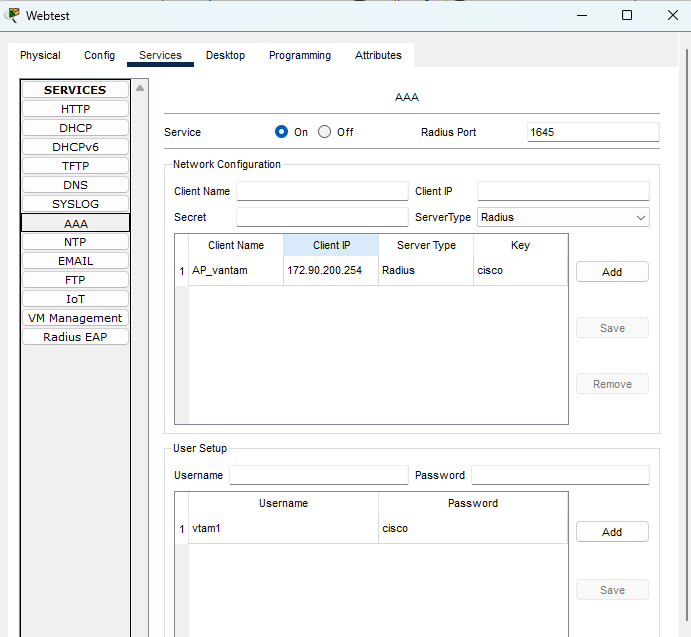 Webtest
Physical Config Services Desktop Programming Attributes
SERVICES
HTTP
DHCP
DHCPv6
TFTP
DNS
SYSLOG
AAA
NTP
EMAIL
FTP
IoT
VM Management
Radius EAP
AAA
Service On Off Radius Port 1645
Network Configuration
Client Name Client IP
Secret ServerType Radius
Client Name Client IP Server Type Key
1 AP_vantam 172.90.200.254 Radius cisco
Add
Save
Remove
User Setup
Username Password
Username Password
1 vtam1 cisco
Add
Save